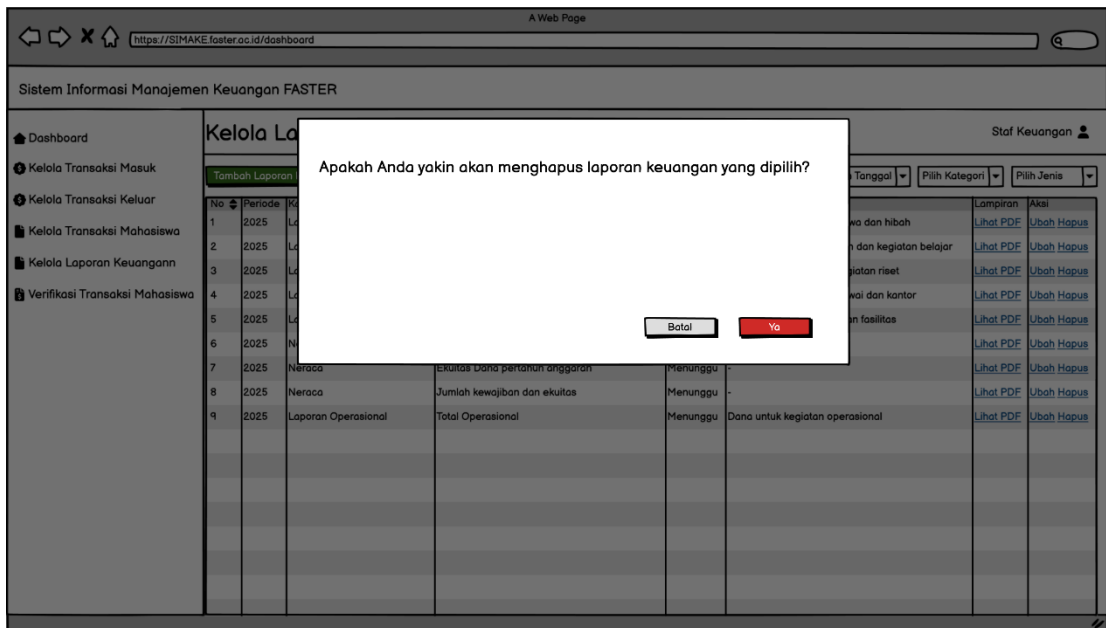 A Web Page
https://SIMAKE.faster.ac.id/dashboard
Sistem Informasi Manajemen Keuangan FASTER
Dashboard
Kelola Transaksi Masuk
Kelola Transaksi Keluar
Kelola Transaksi Mahasiswa
Kelola Laporan Keuangann
Verifikasi Transaksi Mahasiswa
Kelola
Staf Keuangan
Tambah Laporan
Tanggal
Pilih Kategori
Pilih Jenis
Apakah Anda yakin akan menghapus laporan keuangan yang dipilih?
Batal
Ya
No Periode Lampiran Aksi
1 2025 dan hibah Lihat PDF Ubah Hapus
2 2025 dan kegiatan belajar Lihat PDF Ubah Hapus
3 2025 riset Lihat PDF Ubah Hapus
4 2025 dan kantor Lihat PDF Ubah Hapus
5 2025 fasilitas Lihat PDF Ubah Hapus
6 2025 Lihat PDF Ubah Hapus
7 2025 Neraca Ekuitas Dana pertahun anggaran Menunggu - Lihat PDF Ubah Hapus
8 2025 Neraca Jumlah kewajiban dan ekuitas Menunggu - Lihat PDF Ubah Hapus
9 2025 Laporan Operasional Total Operasional Menunggu Dana untuk kegiatan operasional Lihat PDF Ubah Hapus